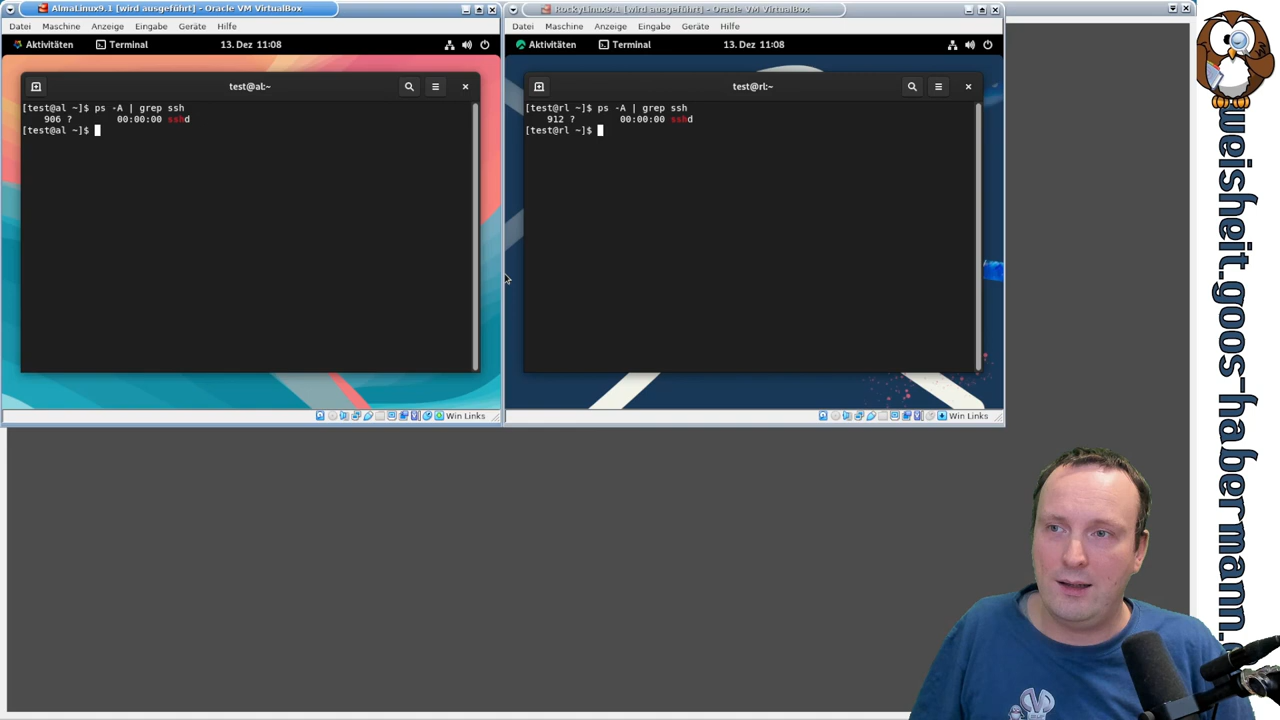 AlmaLinux9.1 [wird ausgeführt] - Oracle VM VirtualBox
Datei Maschine Anzeige Eingabe Geräte Hilfe
Aktivitäten Terminal 13. Dez 11:08
test@al:~
[test@al ~]$ ps -A | grep ssh
906 ? 00:00:00 sshd
[test@al ~]$
Win Links
RockyLinux9.1 [wird ausgeführt] - Oracle VM VirtualBox
Datei Maschine Anzeige Eingabe Geräte Hilfe
Aktivitäten Terminal 13. Dez 11:08
test@rl:~
[test@rl ~]$ ps -A | grep ssh
912 ? 00:00:00 sshd
[test@rl ~]$
Win Links
weisheit.goos-habermann.